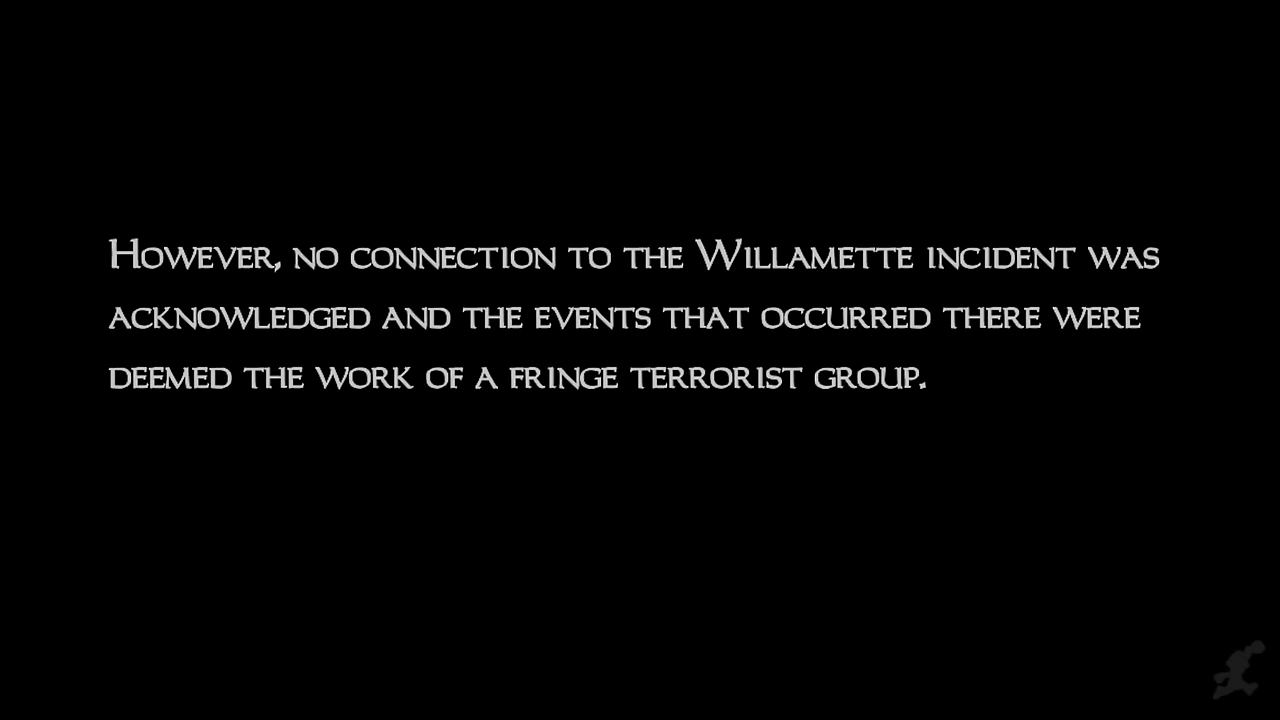 However, no connection to the Willamette incident was
acknowledged and the events that occurred there were
deemed the work of a fringe terrorist group.